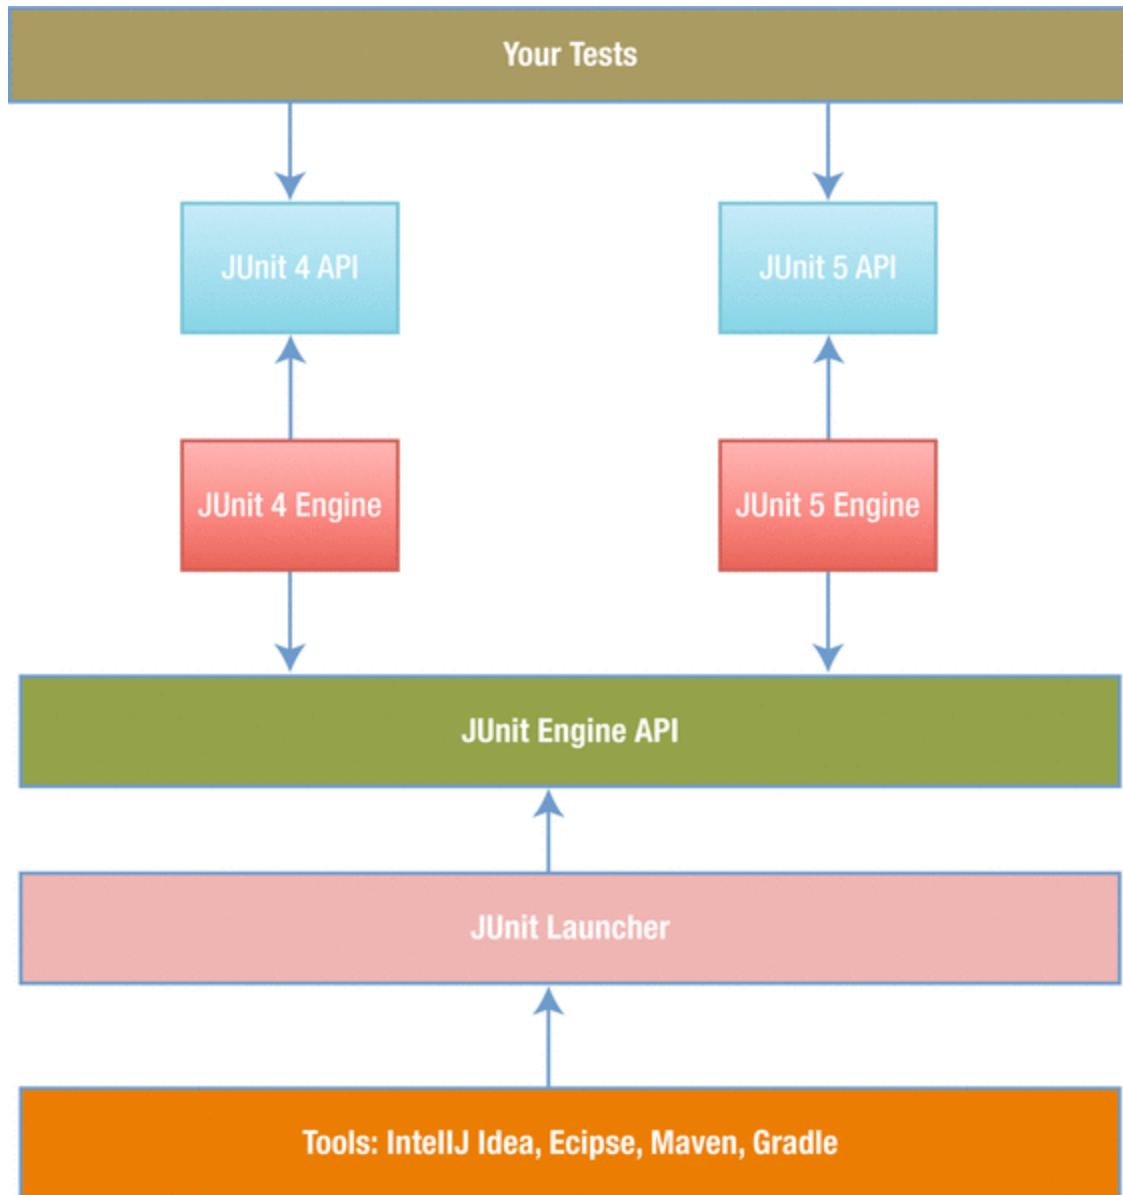 Your Tests
JUnit 4 API
JUnit 5 API
JUnit 4 Engine
JUnit 5 Engine
JUnit Engine API
JUnit Launcher
Tools: IntelIJ Idea, Ecipse, Maven, Gradle